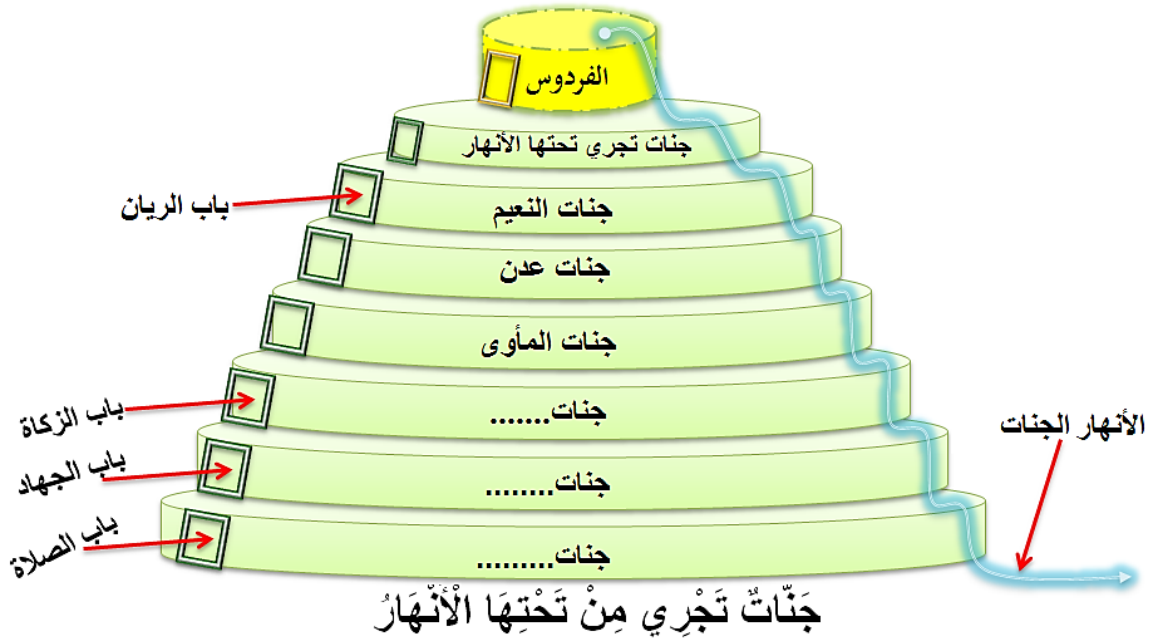 الفردوس
جنات تجري تحتها الأنهار
باب الريان
جنات النعيم
جنات عدن
جنات المأوى
باب الزكاة
جنات.......
الأنهار الجنات
باب الجهاد
جنات........
باب الصلاة
جنات.........
جَنّاتٌ تَجْرِي مِنْ تَحْتِهَا الْأَنّهَارُ